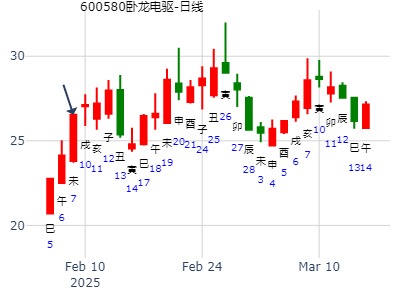 600580卧龙电驱-日线
30
25
20
巳 午 未 戌 亥 子 丑 寅 巳 午 未 申 酉 子 丑 寅 卯 辰 未 申 酉 子 亥 寅 卯 辰 巳 午
5 6 7 10 11 12 13 14 17 18 19 20 21 24 25 26 27 28 3 4 5 6 7 10 11 12 13 14
Feb 10 Feb 24 Mar 10
2025